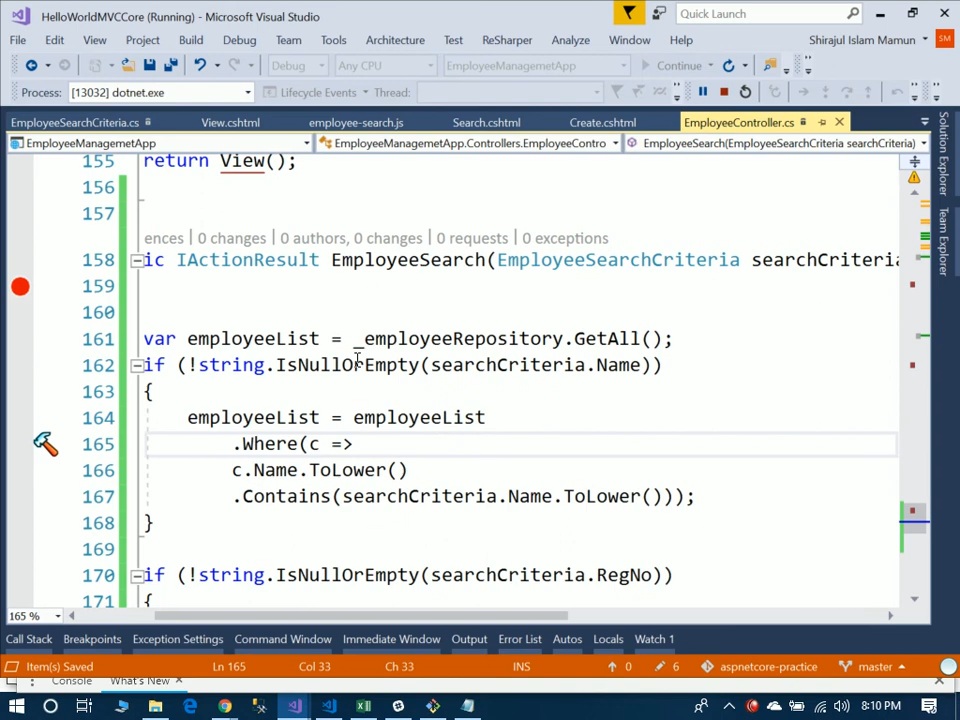 HelloWorldMVCCore (Running) - Microsoft Visual Studio
Quick Launch
File Edit View Project Build Debug Team Tools Architecture Test ReSharper Analyze Window Help Shirajul Islam Mamun SM
Debug Any CPU EmployeeManagemetApp Continue
Process: [13032] dotnet.exe Lifecycle Events Thread:
EmployeeSearchCriteria.cs View.cshtml employee-search.js Search.cshtml Create.cshtml EmployeeController.cs
EmployeeManagemetApp EmployeeManagemetApp.Controllers.EmployeeContro EmployeeSearch(EmployeeSearchCriteria searchCriteria)
155 return View();
156
157
ences | 0 changes | 0 authors, 0 changes | 0 requests | 0 exceptions
158 ic IActionResult EmployeeSearch(EmployeeSearchCriteria searchCriteria
159
160
161 var employeeList = _employeeRepository.GetAll();
162 if (!string.IsNullOrEmpty(searchCriteria.Name))
163 {
164 employeeList = employeeList
165 .Where(c =>
166 c.Name.ToLower()
167 .Contains(searchCriteria.Name.ToLower()));
168 }
169
170 if (!string.IsNullOrEmpty(searchCriteria.RegNo))
171 {
165 %
Call Stack Breakpoints Exception Settings Command Window Immediate Window Output Error List Autos Locals Watch 1
Item(s) Saved Ln 165 Col 33 Ch 33 INS 0 6 aspnetcore-practice master
Console What's New
8:10 PM
Solution Explorer
Team Explorer